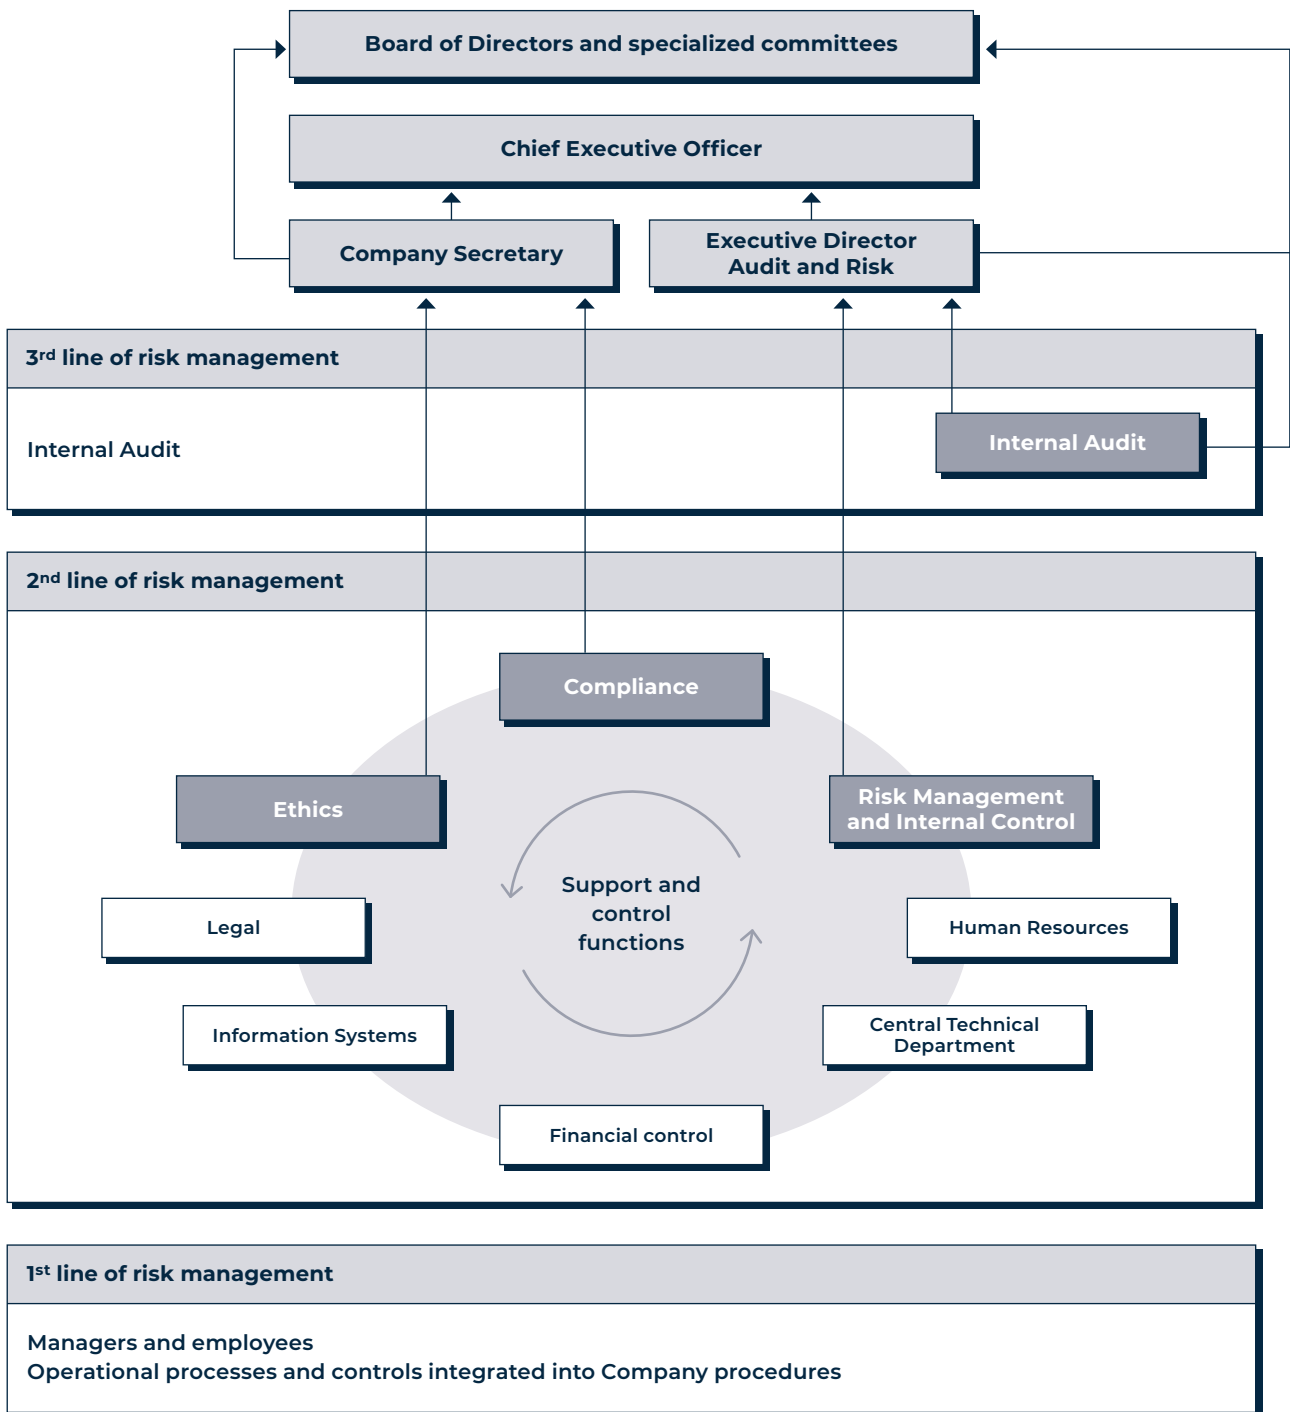 Board of Directors and specialized committees
Chief Executive Officer
Company Secretary
Executive Director
Audit and Risk
3rd line of risk management
Internal Audit
Internal Audit
2nd line of risk management
Compliance
Ethics
Risk Management
and Internal Control
Support and
control
functions
Legal
Human Resources
Information Systems
Central Technical
Department
Financial control
1st line of risk management
Managers and employees
Operational processes and controls integrated into Company procedures